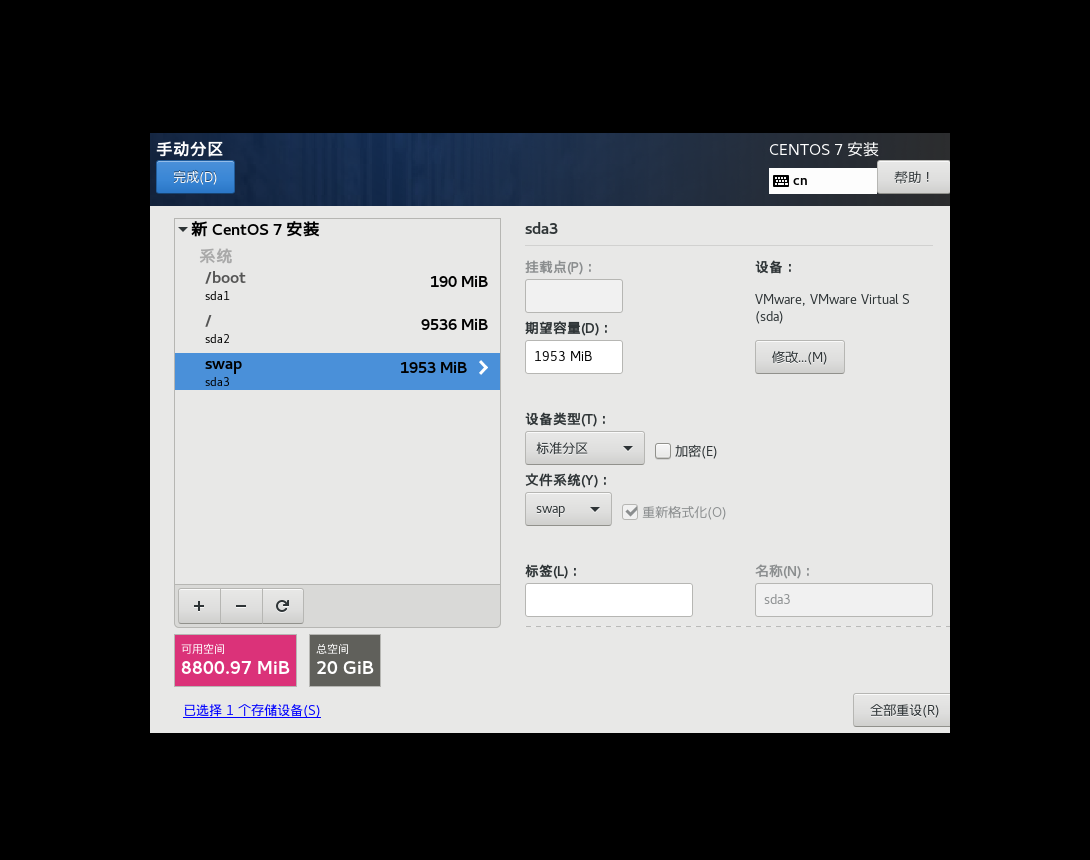 手动分区
完成(D)
CENTOS 7 安装
cn
帮助！
新 CentOS 7 安装
系统
/boot
190 MiB
sda1
/
9536 MiB
sda2
swap
1953 MiB
sda3
+ −
可用空间
8800.97 MiB
总空间
20 GiB
已选择 1 个存储设备(S)
sda3
挂载点(P)：
期望容量(D)：
1953 MiB
设备：
VMware, VMware Virtual S
(sda)
修改...(M)
设备类型(T)：
标准分区
加密(E)
文件系统(Y)：
swap
重新格式化(O)
标签(L)：
名称(N)：
sda3
全部重设(R)